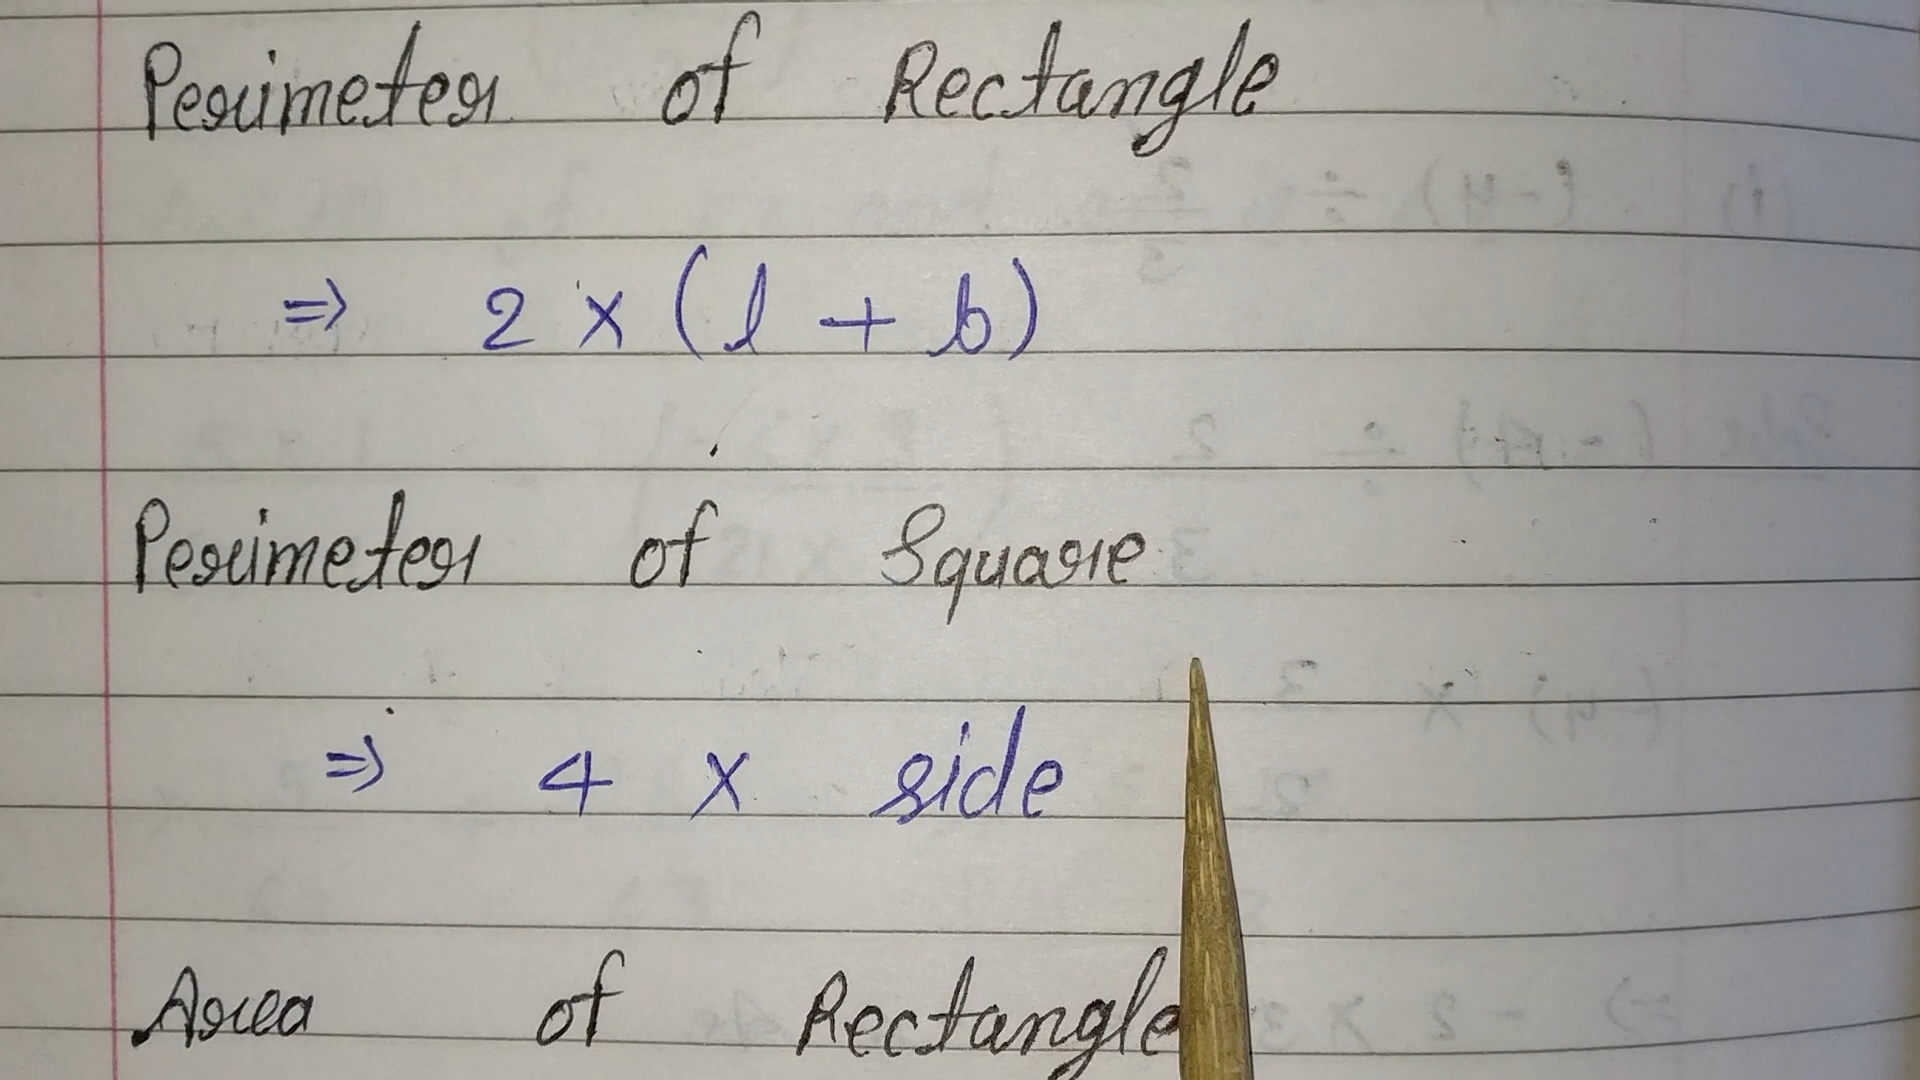 Perimeter of Rectangle
⇒ 2 × (l + b)
Perimeter of Square
⇒ 4 × side
Area of Rectangle